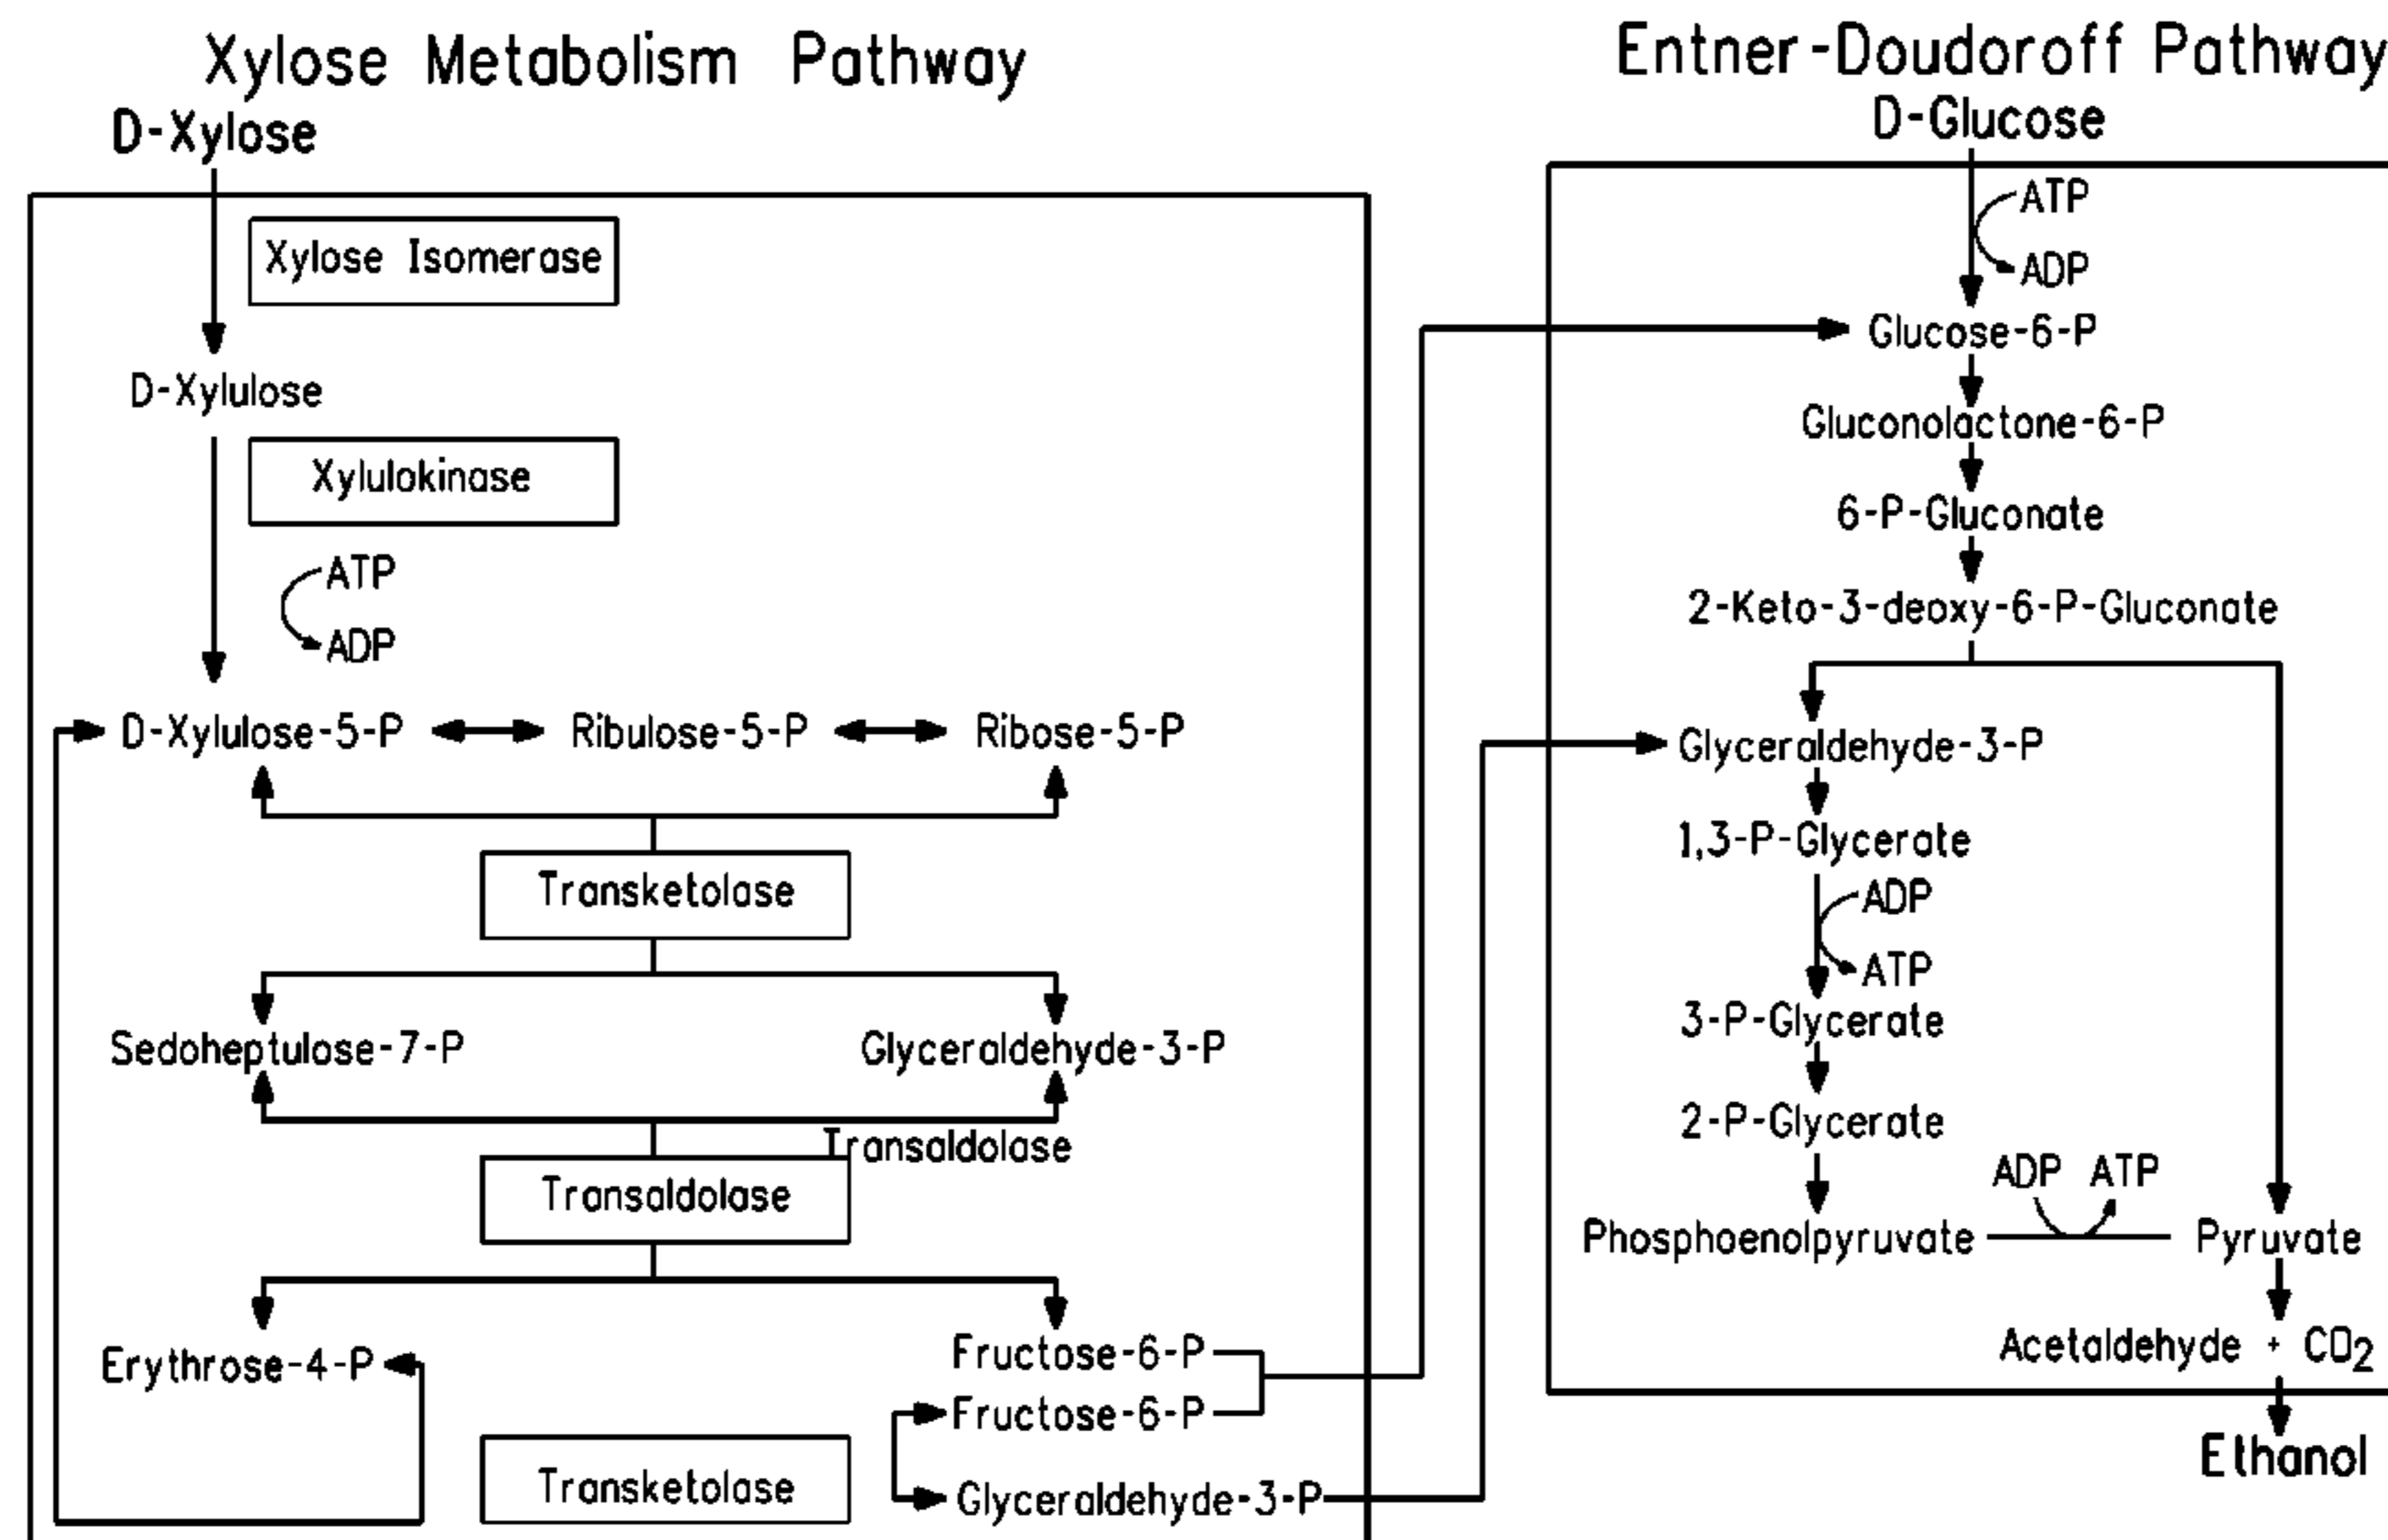 Xylose Metabolism Pathway
D-Xylose
Xylose Isomerase
D-Xylulose
Xylulokinase
ATP
ADP
D-Xylulose-5-P
Ribulose-5-P
Ribose-5-P
Transketolase
Sedoheptulose-7-P
Glyceraldehyde-3-P
Transaldolase
Transaldolase
Erythrose-4-P
Fructose-6-P
Fructose-6-P
Transketolase
Glyceraldehyde-3-P
Entner-Doudoroff Pathway
D-Glucose
ATP
ADP
Glucose-6-P
Gluconolactone-6-P
6-P-Gluconate
2-Keto-3-deoxy-6-P-Gluconate
Glyceraldehyde-3-P
1,3-P-Glycerate
ADP
ATP
3-P-Glycerate
2-P-Glycerate
ADP ATP
Phosphoenolpyruvate
Pyruvate
Acetaldehyde + CO2
Ethanol